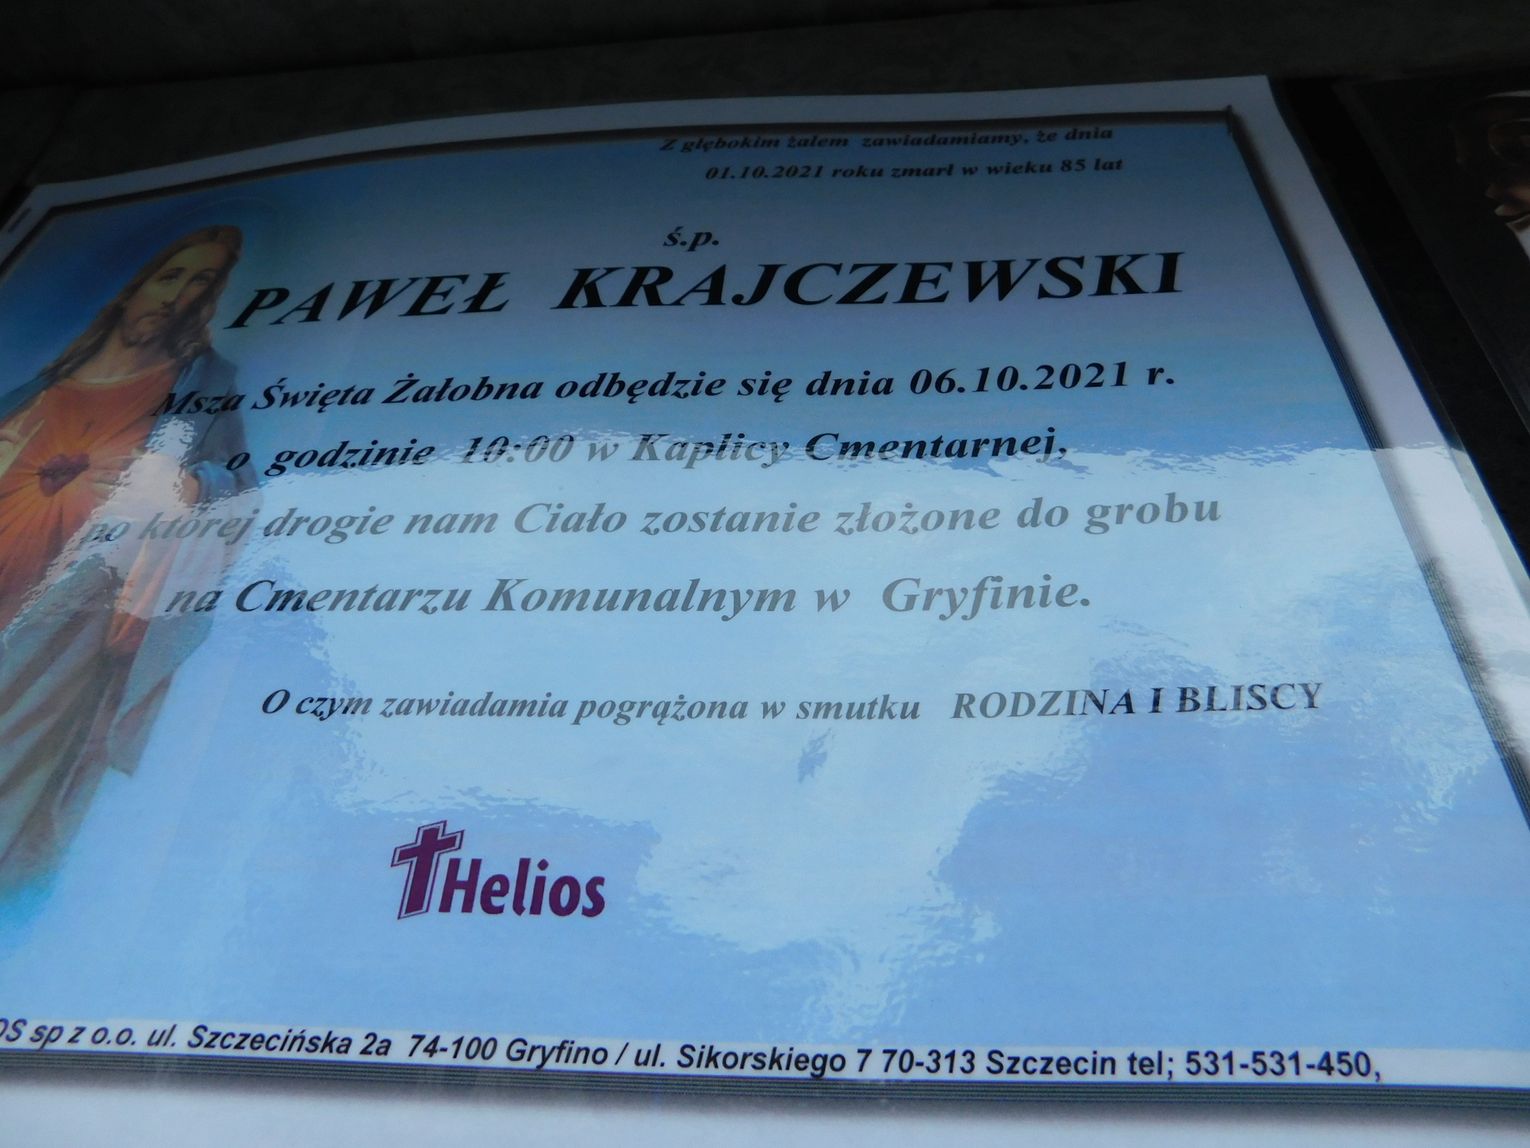 Z głębokim żalem zawiadamiamy, że dnia
01.10.2021 roku zmarł w wieku 85 lat
ś.p.
PAWEŁ KRAJCZEWSKI
Msza Święta Żałobna odbędzie się dnia 06.10.2021 r.
o godzinie 10:00 w Kaplicy Cmentarnej,
po której drogie nam Ciało zostanie złożone do grobu
na Cmentarzu Komunalnym w Gryfinie.
O czym zawiadamia pogrążona w smutku RODZINA I BLISCY
Helios
OS sp z o.o. ul. Szczecińska 2a 74-100 Gryfino / ul. Sikorskiego 7 70-313 Szczecin tel; 531-531-450,